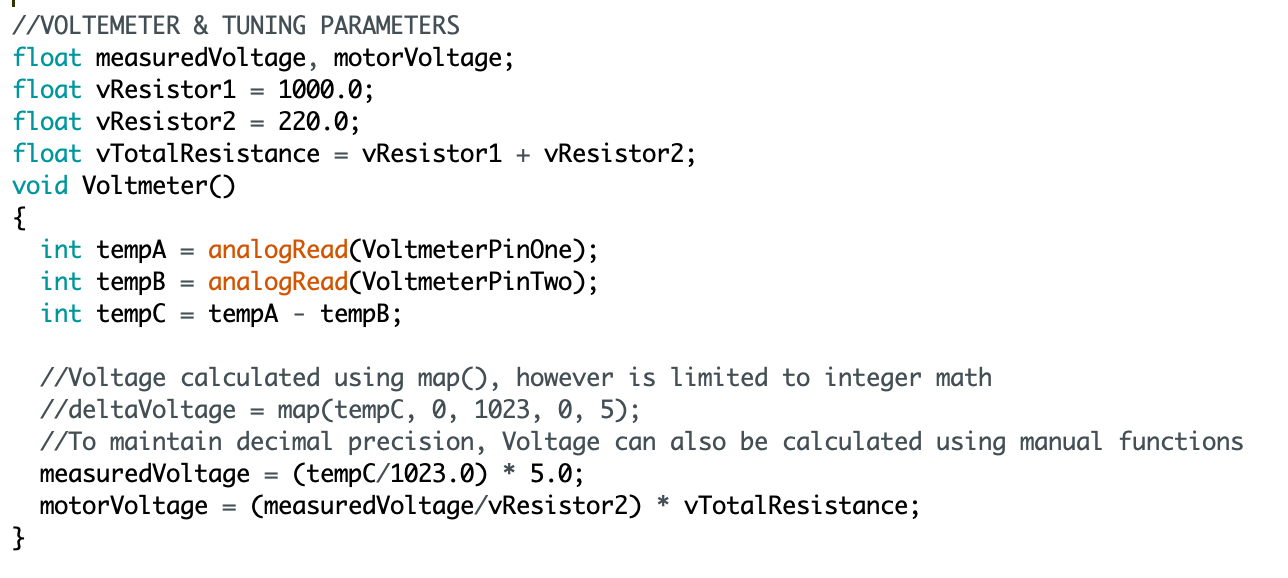 //VOLTEMETER & TUNING PARAMETERS
float measuredVoltage, motorVoltage;
float vResistor1 = 1000.0;
float vResistor2 = 220.0;
float vTotalResistance = vResistor1 + vResistor2;
void Voltmeter()
{
  int tempA = analogRead(VoltmeterPinOne);
  int tempB = analogRead(VoltmeterPinTwo);
  int tempC = tempA - tempB;

  //Voltage calculated using map(), however is limited to integer math
  //deltaVoltage = map(tempC, 0, 1023, 0, 5);
  //To maintain decimal precision, Voltage can also be calculated using manual functions
  measuredVoltage = (tempC/1023.0) * 5.0;
  motorVoltage = (measuredVoltage/vResistor2) * vTotalResistance;
}